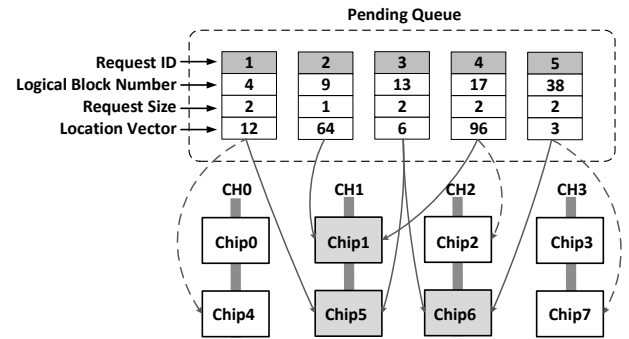 Pending Queue
Request ID 1 2 3 4 5
Logical Block Number 4 9 13 17 38
Request Size 2 1 2 2 2
Location Vector 12 64 6 96 3
CH0 CH1 CH2 CH3
Chip0 Chip1 Chip2 Chip3
Chip4 Chip5 Chip6 Chip7